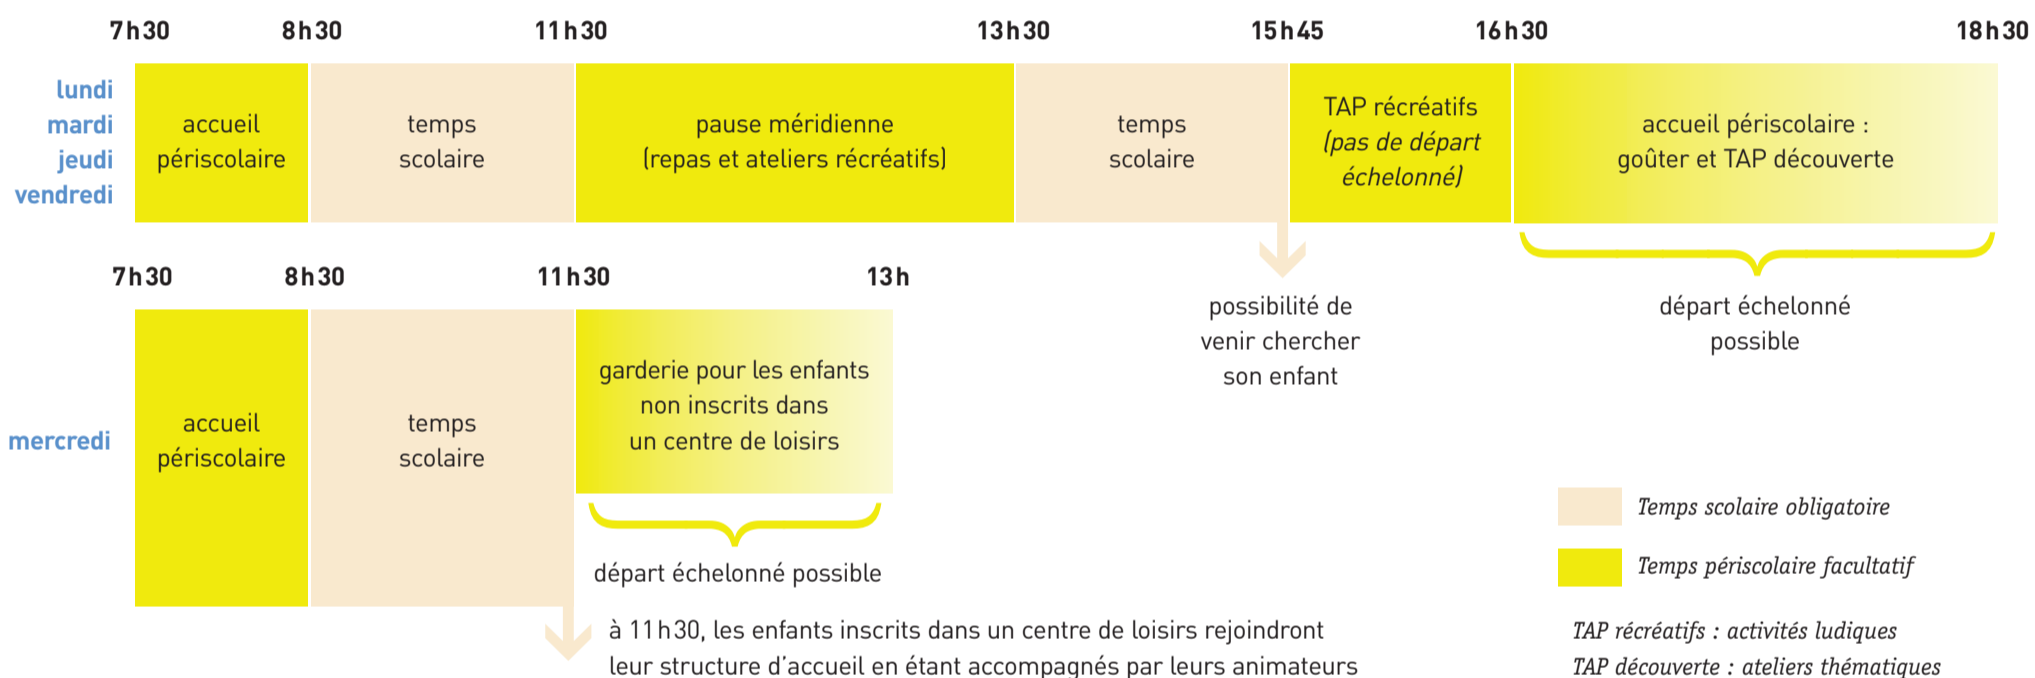 7h30 8h30 11h30 13h30 15h45 16h30 18h30
lundi
mardi
jeudi
vendredi
accueil
périscolaire
temps
scolaire
pause méridienne
(repas et ateliers récréatifs)
temps
scolaire
TAP récréatifs
(pas de départ
échelonné)
accueil périscolaire :
goûter et TAP découverte
possibilité de
venir chercher
son enfant
départ échelonné
possible
7h30 8h30 11h30 13h
mercredi
accueil
périscolaire
temps
scolaire
garderie pour les enfants
non inscrits dans
un centre de loisirs
départ échelonné possible
à 11h30, les enfants inscrits dans un centre de loisirs rejoindront
leur structure d'accueil en étant accompagnés par leurs animateurs
Temps scolaire obligatoire
Temps périscolaire facultatif
TAP récréatifs : activités ludiques
TAP découverte : ateliers thématiques